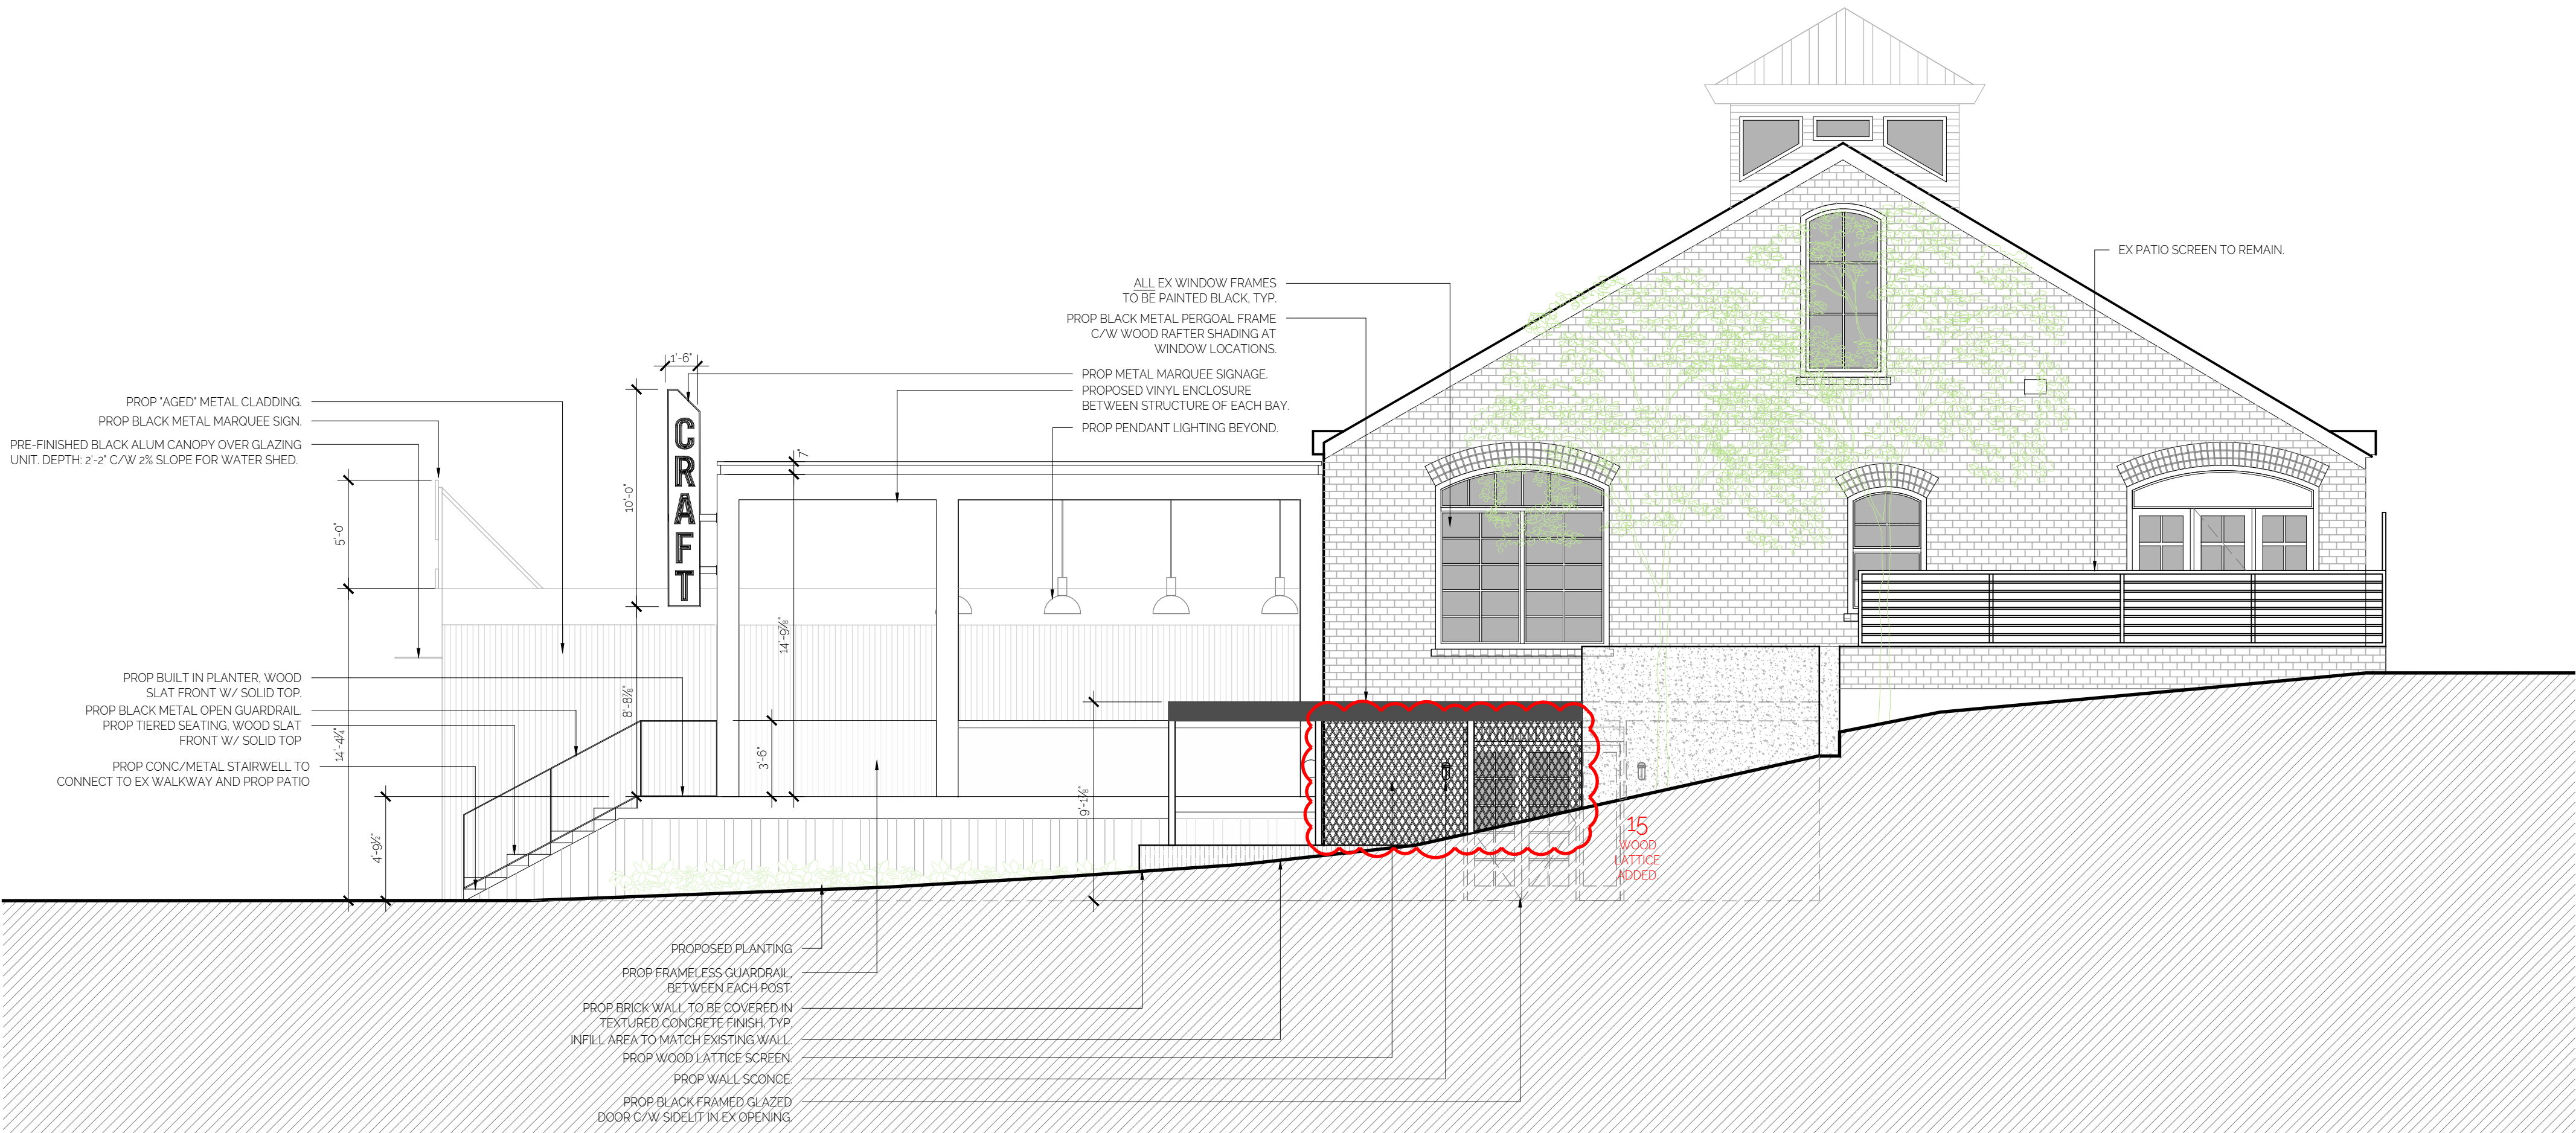 ALL EX WINDOW FRAMES
TO BE PAINTED BLACK, TYP.
PROP BLACK METAL PERGOAL FRAME
C/W WOOD RAFTER SHADING AT
WINDOW LOCATIONS.
EX PATIO SCREEN TO REMAIN.
1'-6"
PROP METAL MARQUEE SIGNAGE.
PROPOSED VINYL ENCLOSURE
BETWEEN STRUCTURE OF EACH BAY.
PROP PENDANT LIGHTING BEYOND.
PROP "AGED" METAL CLADDING.
PROP BLACK METAL MARQUEE SIGN.
PRE-FINISHED BLACK ALUM CANOPY OVER GLAZING
UNIT. DEPTH: 2'-2" C/W 2% SLOPE FOR WATER SHED.
CRAFT
7"
10'-0"
5'-0"
14'-9⅞"
8'-8⅞"
14'-4¼"
3'-6"
9'-1⅞"
4'-9½"
PROP BUILT IN PLANTER, WOOD
SLAT FRONT W/ SOLID TOP.
PROP BLACK METAL OPEN GUARDRAIL.
PROP TIERED SEATING, WOOD SLAT
FRONT W/ SOLID TOP
PROP CONC/METAL STAIRWELL TO
CONNECT TO EX WALKWAY AND PROP PATIO
15
WOOD
LATTICE
ADDED.
PROPOSED PLANTING
PROP FRAMELESS GUARDRAIL,
BETWEEN EACH POST.
PROP BRICK WALL TO BE COVERED IN
TEXTURED CONCRETE FINISH, TYP.
INFILL AREA TO MATCH EXISTING WALL.
PROP WOOD LATTICE SCREEN.
PROP WALL SCONCE.
PROP BLACK FRAMED GLAZED
DOOR C/W SIDELIT IN EX OPENING.